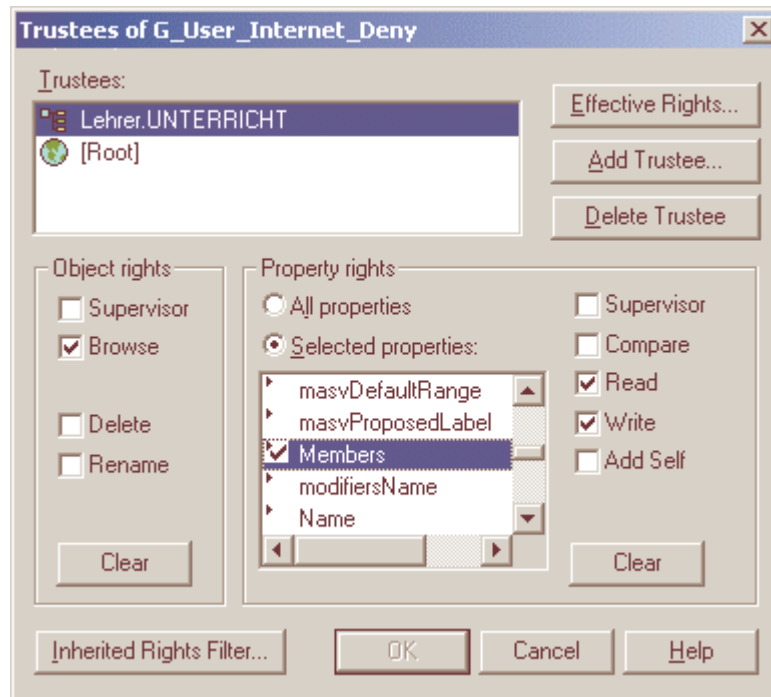 Trustees of G_User_Internet_Deny
Trustees:
Lehrer.UNTERRICHT
[Root]
Effective Rights...
Add Trustee...
Delete Trustee
Object rights
Supervisor
Browse
Delete
Rename
Clear
Property rights
All properties
Selected properties:
masvDefaultRange
masvProposedLabel
Members
modifiersName
Name
Supervisor
Compare
Read
Write
Add Self
Clear
Inherited Rights Filter...
OK
Cancel
Help